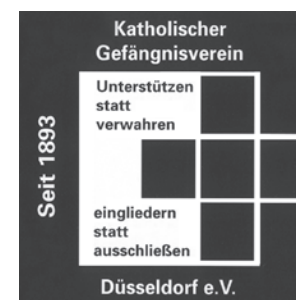 Katholischer
Gefängnisverein
Seit 1893
Unterstützen
statt
verwahren
eingliedern
statt
ausschließen
Düsseldorf e.V.